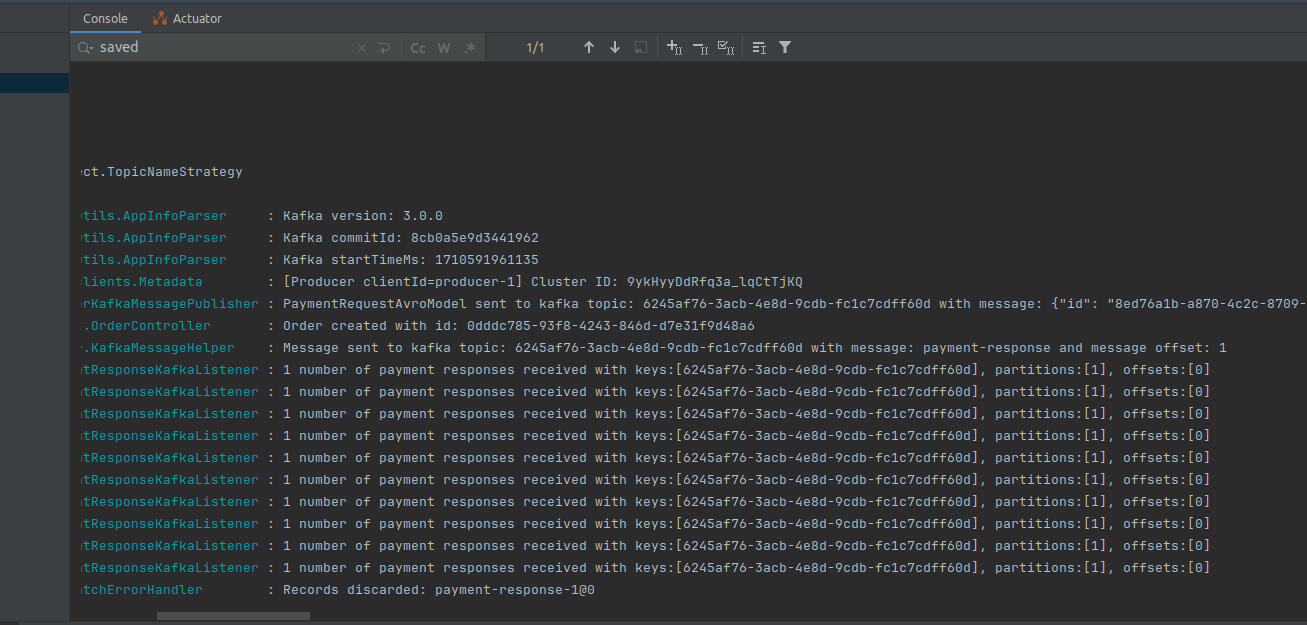 Console Actuator
saved Cc W .* 1/1
ect.TopicNameStrategy
tils.AppInfoParser : Kafka version: 3.0.0
tils.AppInfoParser : Kafka commitId: 8cb0a5e9d3441962
tils.AppInfoParser : Kafka startTimeMs: 1710591961135
lients.Metadata : [Producer clientId=producer-1] Cluster ID: 9ykHyyDdRfq3a_lqCtTjKQ
rKafkaMessagePublisher : PaymentRequestAvroModel sent to kafka topic: 6245af76-3acb-4e8d-9cdb-fc1c7cdff60d with message: {"id": "8ed76a1b-a870-4c2c-8709-
.OrderController : Order created with id: 0dddc785-93f8-4243-846d-d7e31f9d48a6
.KafkaMessageHelper : Message sent to kafka topic: 6245af76-3acb-4e8d-9cdb-fc1c7cdff60d with message: payment-response and message offset: 1
tResponseKafkaListener : 1 number of payment responses received with keys:[6245af76-3acb-4e8d-9cdb-fc1c7cdff60d], partitions:[1], offsets:[0]
tResponseKafkaListener : 1 number of payment responses received with keys:[6245af76-3acb-4e8d-9cdb-fc1c7cdff60d], partitions:[1], offsets:[0]
tResponseKafkaListener : 1 number of payment responses received with keys:[6245af76-3acb-4e8d-9cdb-fc1c7cdff60d], partitions:[1], offsets:[0]
tResponseKafkaListener : 1 number of payment responses received with keys:[6245af76-3acb-4e8d-9cdb-fc1c7cdff60d], partitions:[1], offsets:[0]
tResponseKafkaListener : 1 number of payment responses received with keys:[6245af76-3acb-4e8d-9cdb-fc1c7cdff60d], partitions:[1], offsets:[0]
tResponseKafkaListener : 1 number of payment responses received with keys:[6245af76-3acb-4e8d-9cdb-fc1c7cdff60d], partitions:[1], offsets:[0]
tResponseKafkaListener : 1 number of payment responses received with keys:[6245af76-3acb-4e8d-9cdb-fc1c7cdff60d], partitions:[1], offsets:[0]
tResponseKafkaListener : 1 number of payment responses received with keys:[6245af76-3acb-4e8d-9cdb-fc1c7cdff60d], partitions:[1], offsets:[0]
tResponseKafkaListener : 1 number of payment responses received with keys:[6245af76-3acb-4e8d-9cdb-fc1c7cdff60d], partitions:[1], offsets:[0]
tResponseKafkaListener : 1 number of payment responses received with keys:[6245af76-3acb-4e8d-9cdb-fc1c7cdff60d], partitions:[1], offsets:[0]
tchErrorHandler : Records discarded: payment-response-1@0